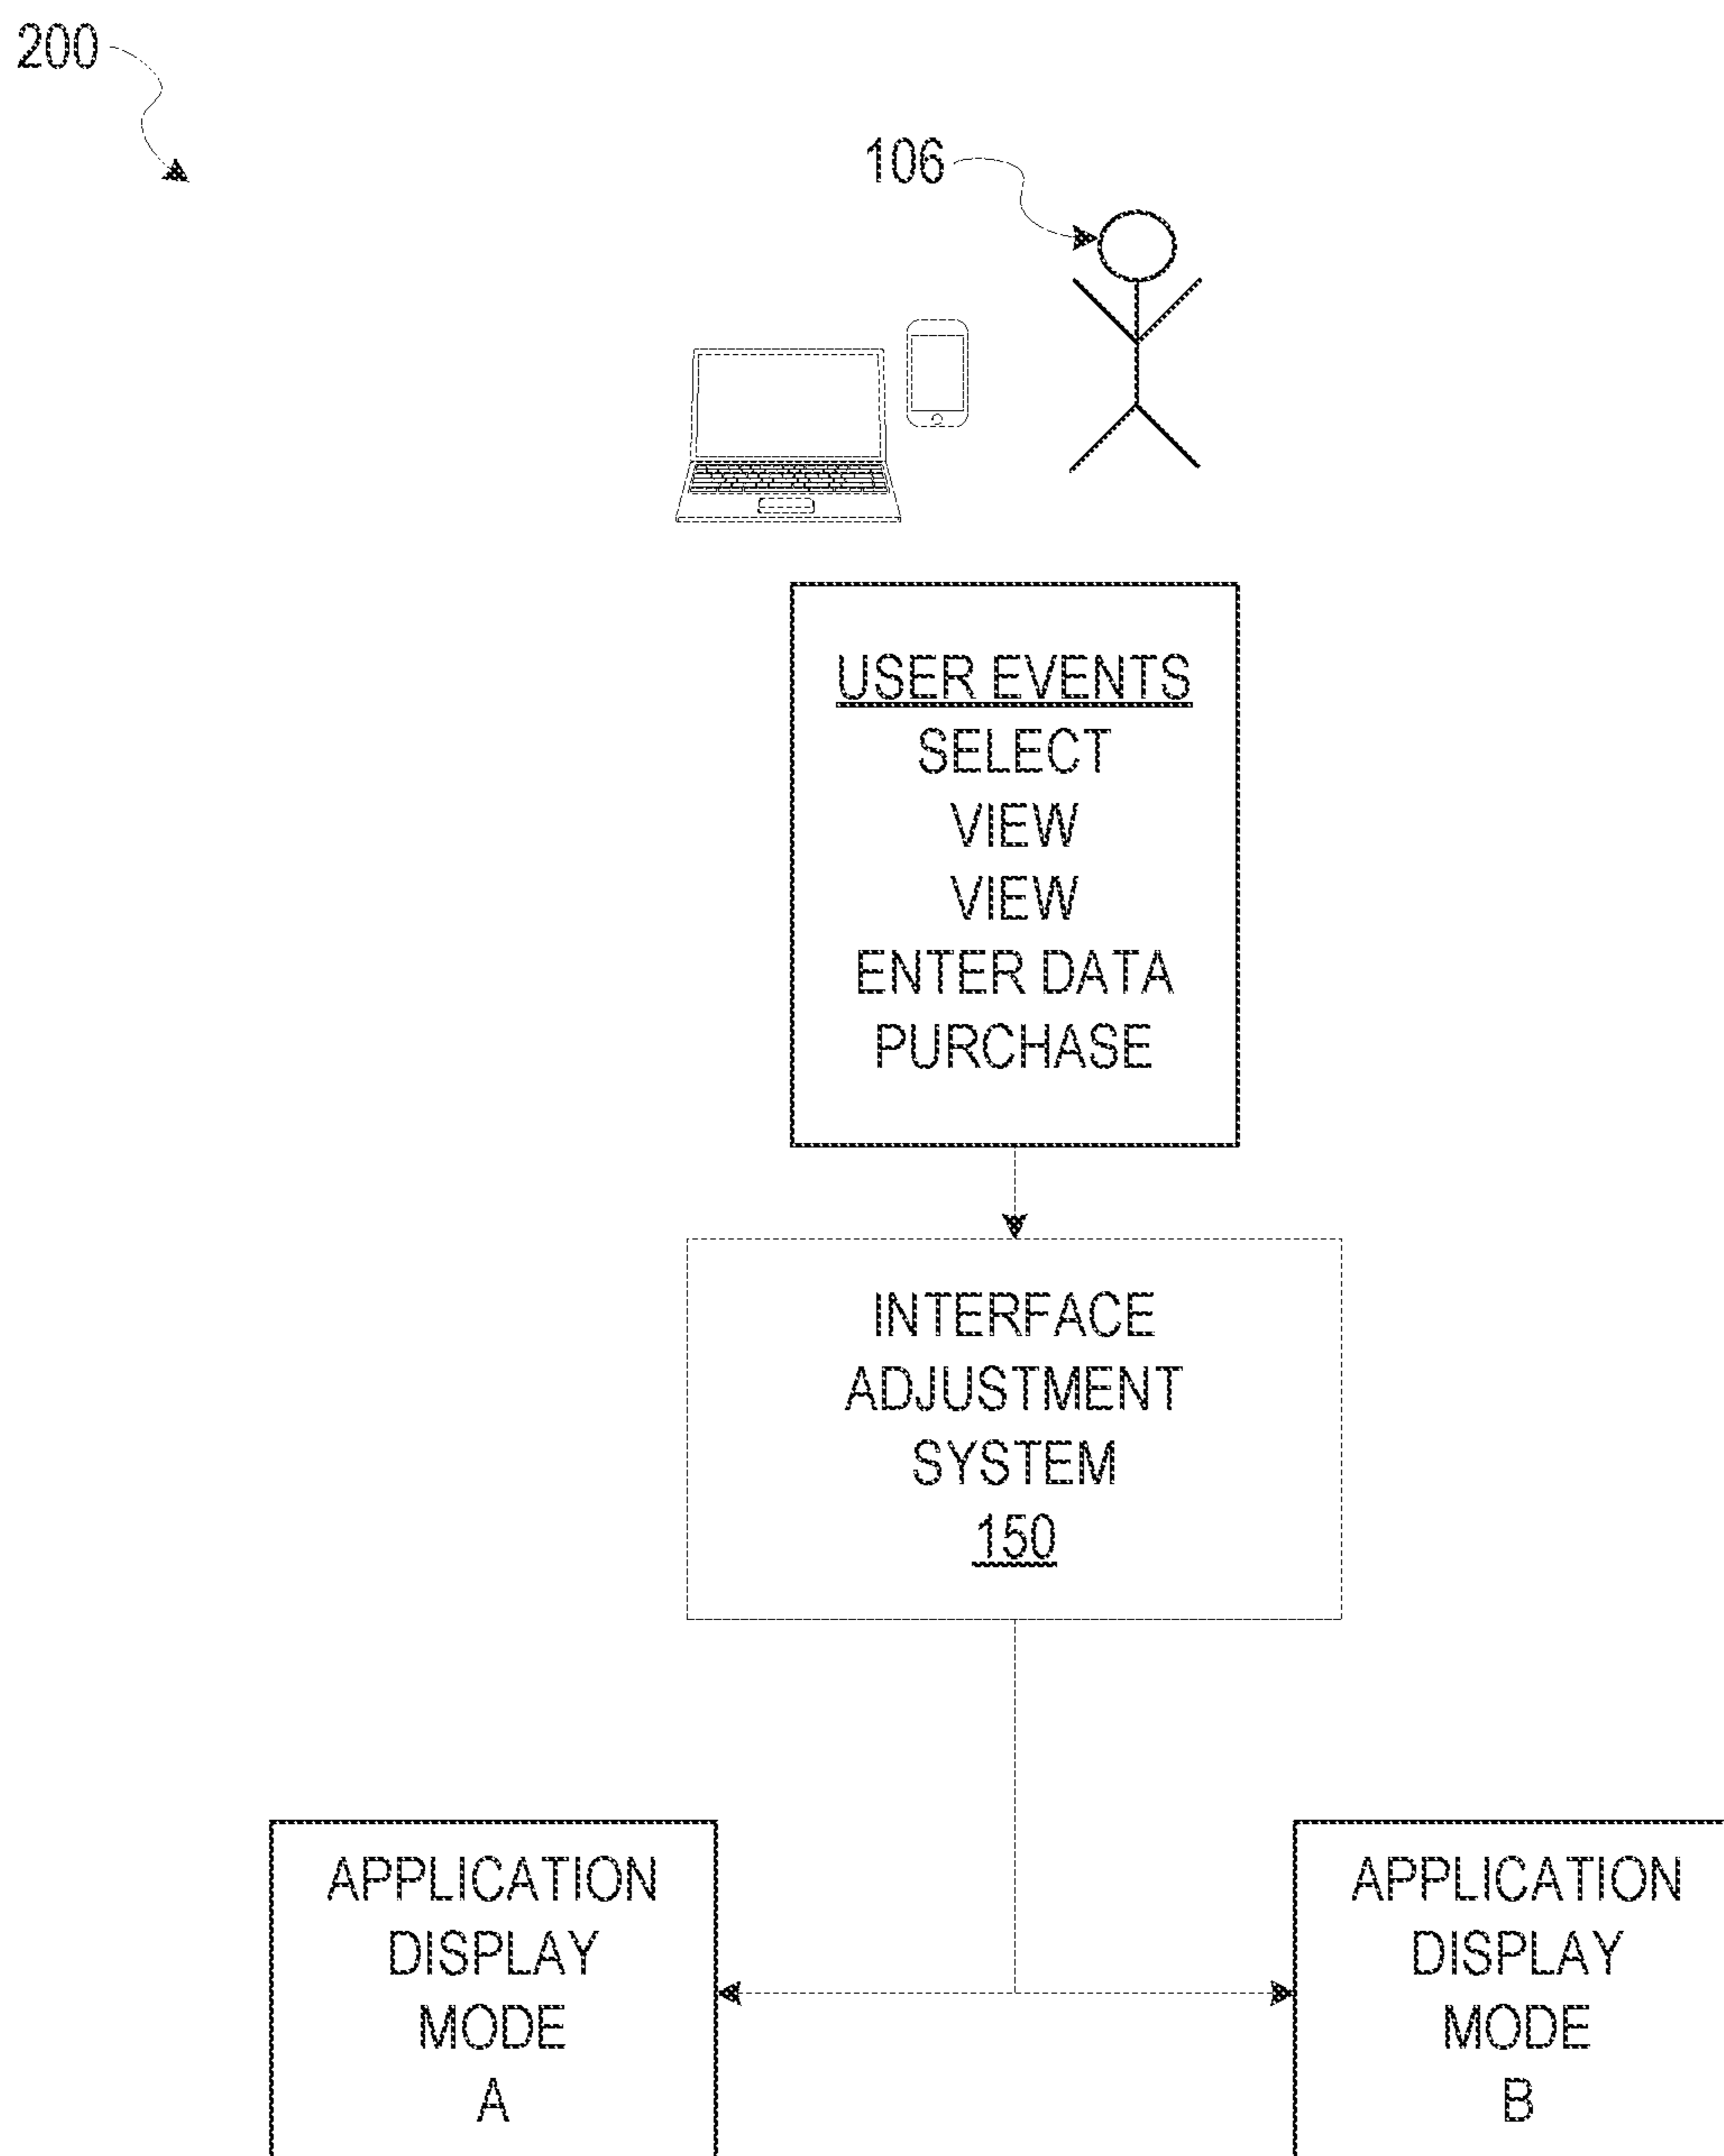 200
106
USER EVENTS
SELECT
VIEW
VIEW
ENTER DATA
PURCHASE
INTERFACE
ADJUSTMENT
SYSTEM
150
APPLICATION
DISPLAY
MODE
A
APPLICATION
DISPLAY
MODE
B